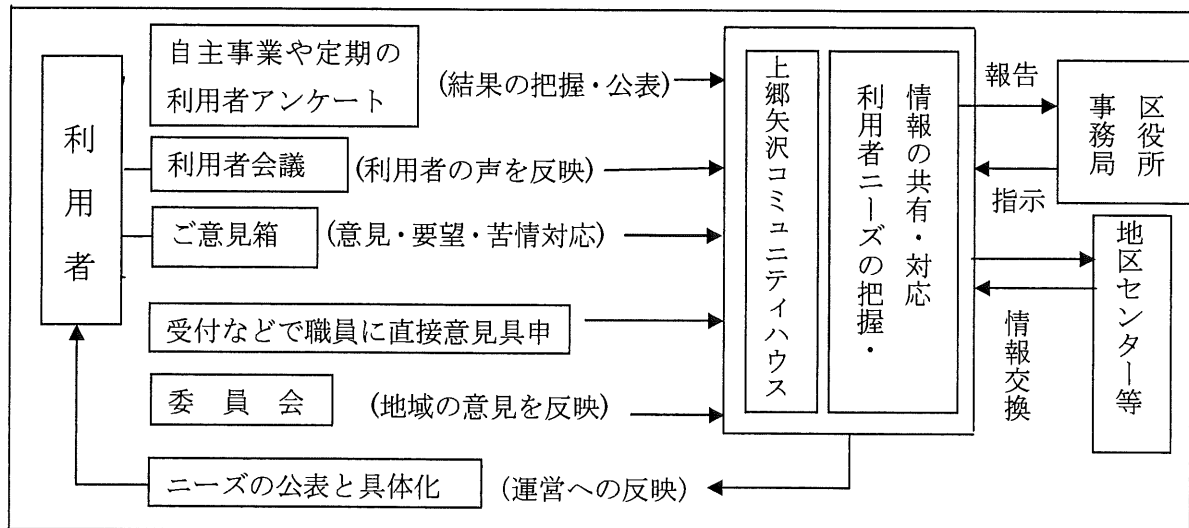 利用者
自主事業や定期の
利用者アンケート
(結果の把握・公表)
利用者会議
(利用者の声を反映)
ご意見箱
(意見・要望・苦情対応)
受付などで職員に直接意見具申
委員会
(地域の意見を反映)
ニーズの公表と具体化
(運営への反映)
上郷矢沢コミュニティハウス
情報の共有・対応
利用者ニーズの把握・
報告
指示
区役所
事務局
情報交換
地区センター等